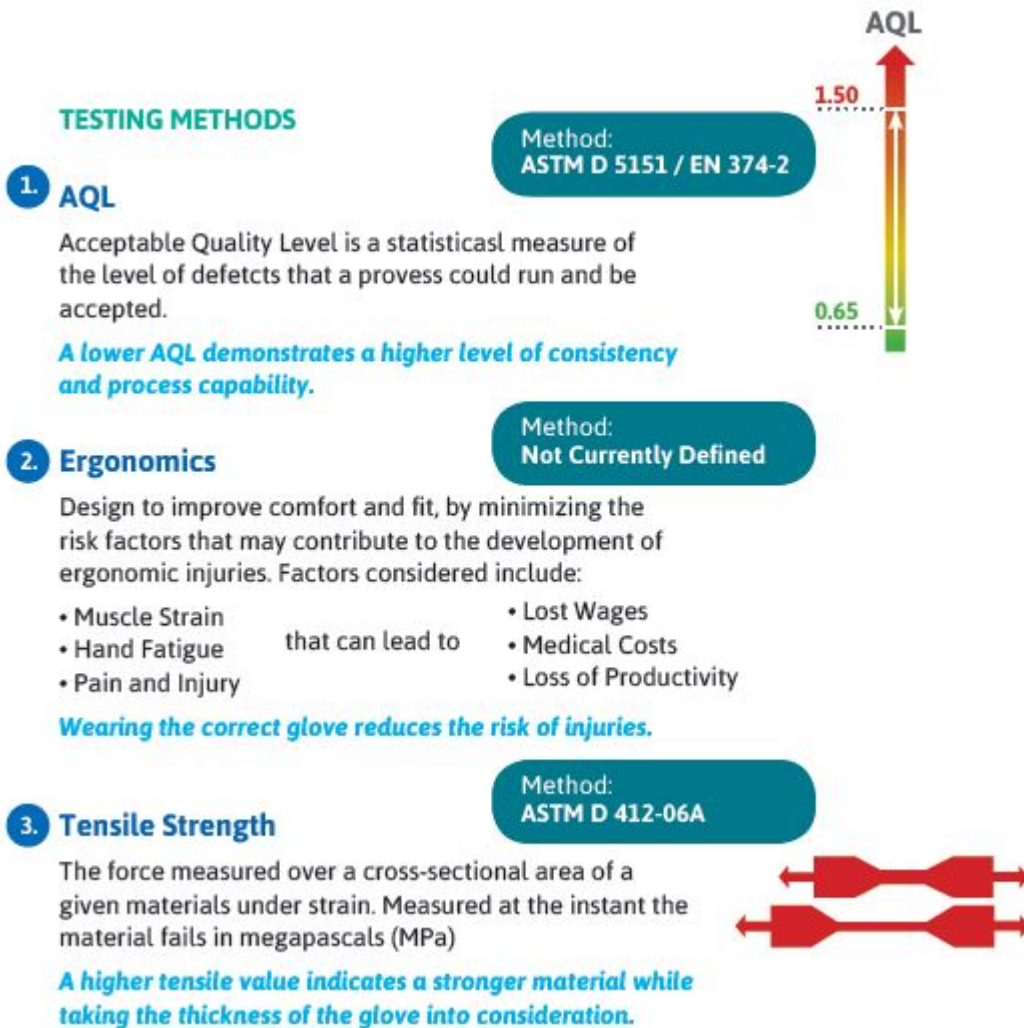 AQL
1.50
TESTING METHODS
Method:
ASTM D 5151 / EN 374-2
1. AQL
Acceptable Quality Level is a statisticasl measure of
the level of defetcts that a provess could run and be
accepted.
0.65
A lower AQL demonstrates a higher level of consistency
and process capability.
Method:
Not Currently Defined
2. Ergonomics
Design to improve comfort and fit, by minimizing the
risk factors that may contribute to the development of
ergonomic injuries. Factors considered include:
• Muscle Strain
• Hand Fatigue
• Pain and Injury
that can lead to
• Lost Wages
• Medical Costs
• Loss of Productivity
Wearing the correct glove reduces the risk of injuries.
Method:
ASTM D 412-06A
3. Tensile Strength
The force measured over a cross-sectional area of a
given materials under strain. Measured at the instant the
material fails in megapascals (MPa)
A higher tensile value indicates a stronger material while
taking the thickness of the glove into consideration.